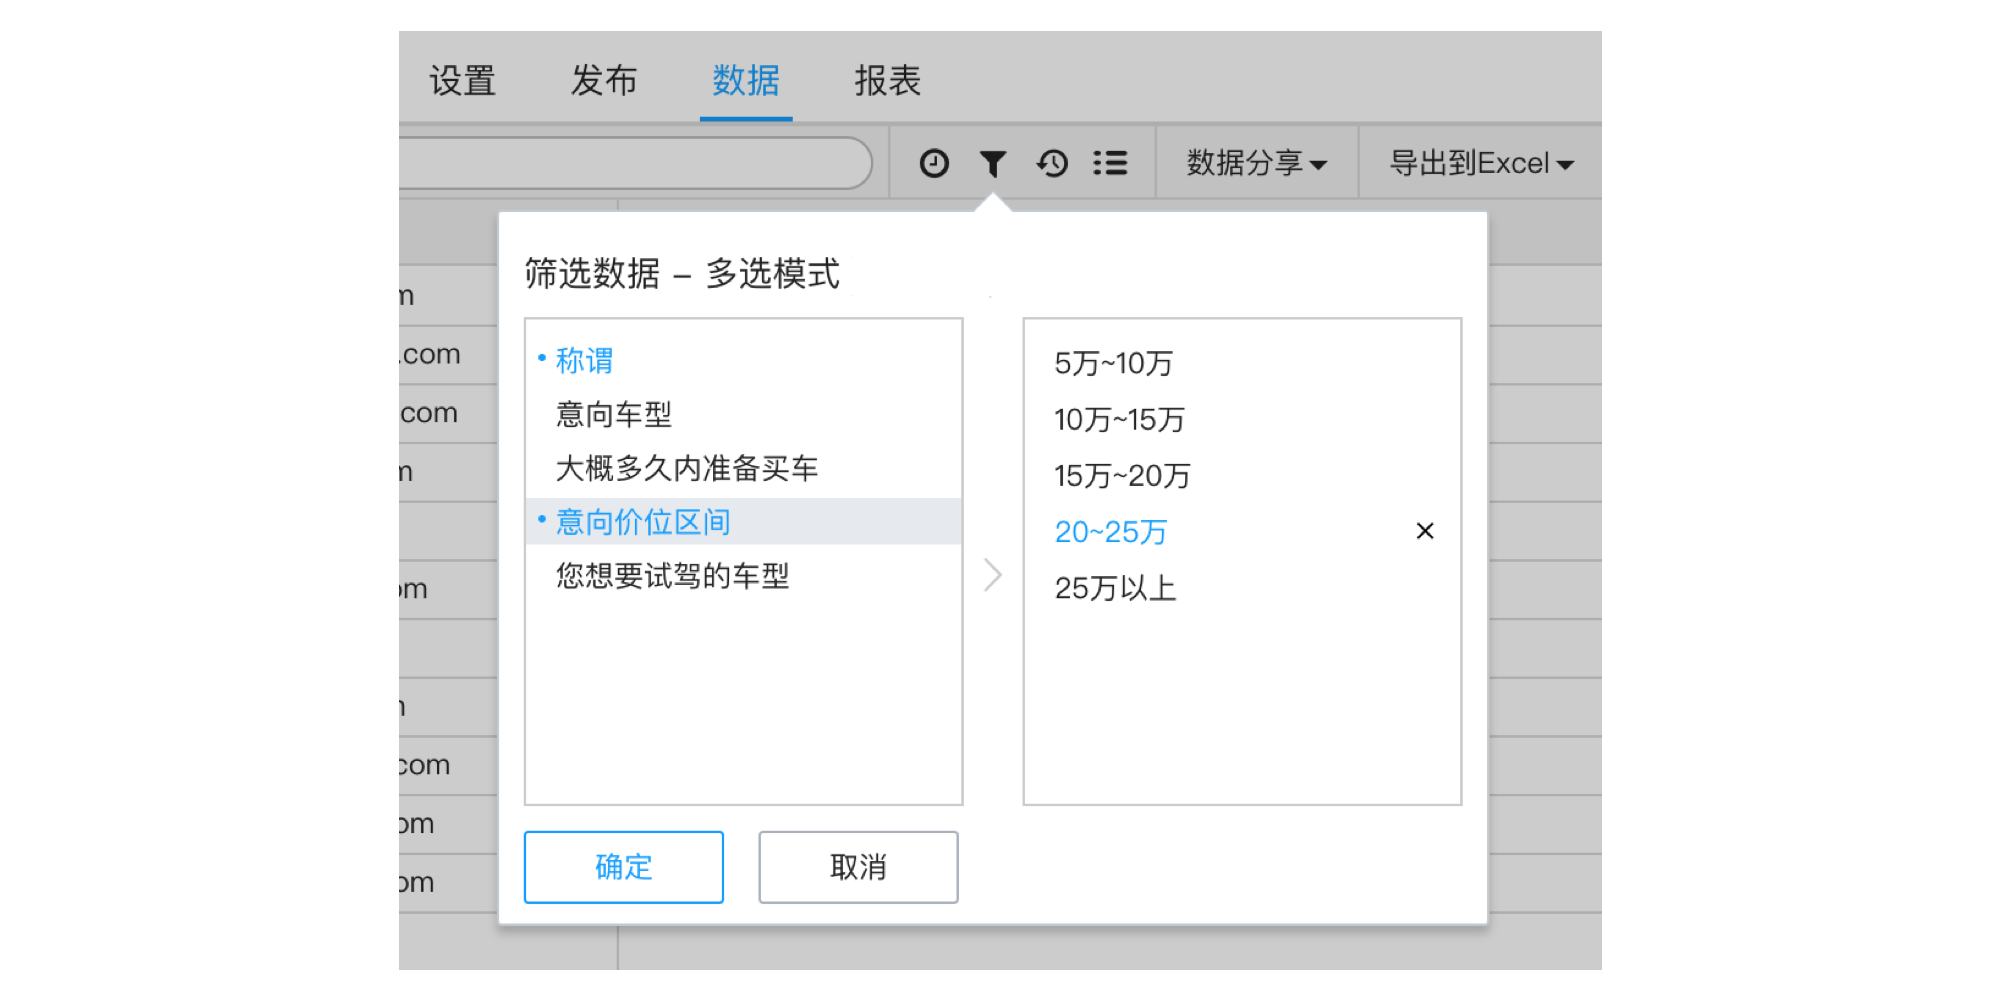 设置 发布 数据 报表
数据分享 导出到Excel
筛选数据 – 多选模式
称谓
意向车型
大概多久内准备买车
意向价位区间
您想要试驾的车型
5万~10万
10万~15万
15万~20万
20~25万
25万以上
确定 取消
m
.com
com
m
om
com
om
om